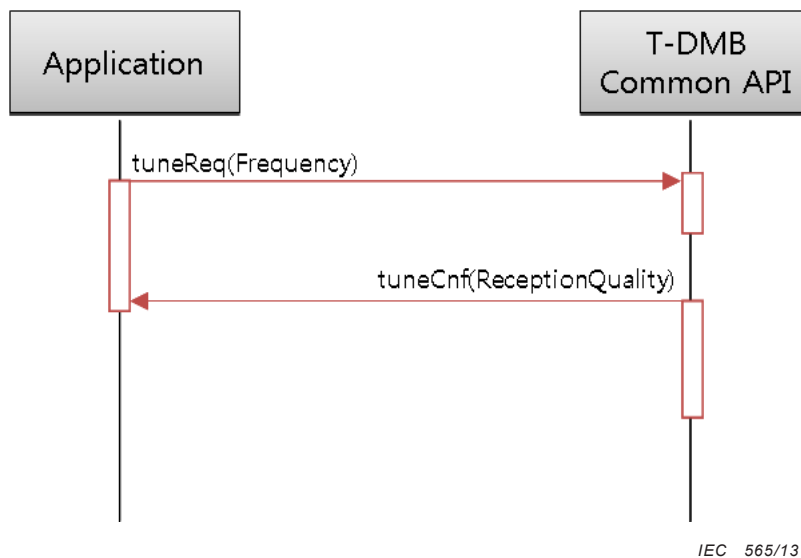 Application
T-DMB
Common API
tuneReq(Frequency)
tuneCnf(ReceptionQuality)
IEC 565/13